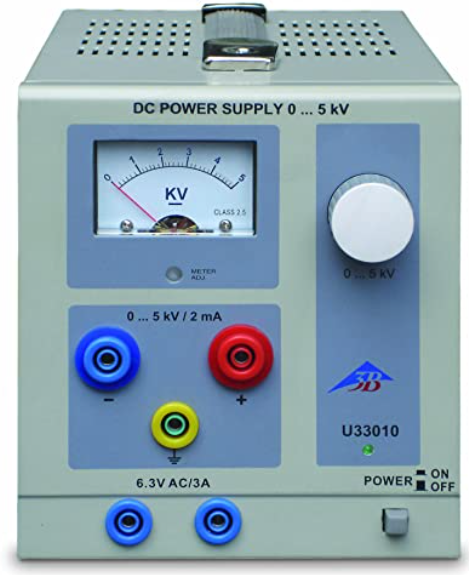 DC POWER SUPPLY 0 ... 5 kV
0 1 2 3 4 5
KV
CLASS 2.5
METER
ADJ
0 ... 5 kV
0 ... 5 kV / 2 mA
- +
3B
U33010
6.3V AC/3A
POWER ON
OFF